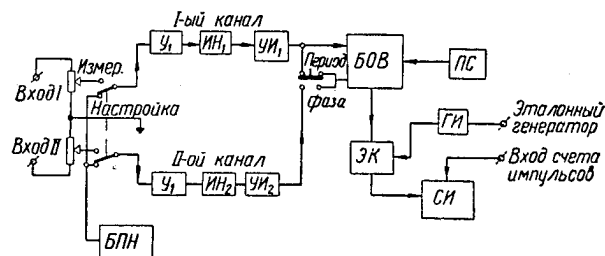 I-ый канал
У₁
ИН₁
УИ₁
БОВ
ПС
Период
фаза
Измер.
Вход I
Настройка
Вход II
ГИ
Эталонный
генератор
ЭК
Вход счета
импульсов
СИ
II-ой канал
У₁
ИН₂
УИ₂
БПН